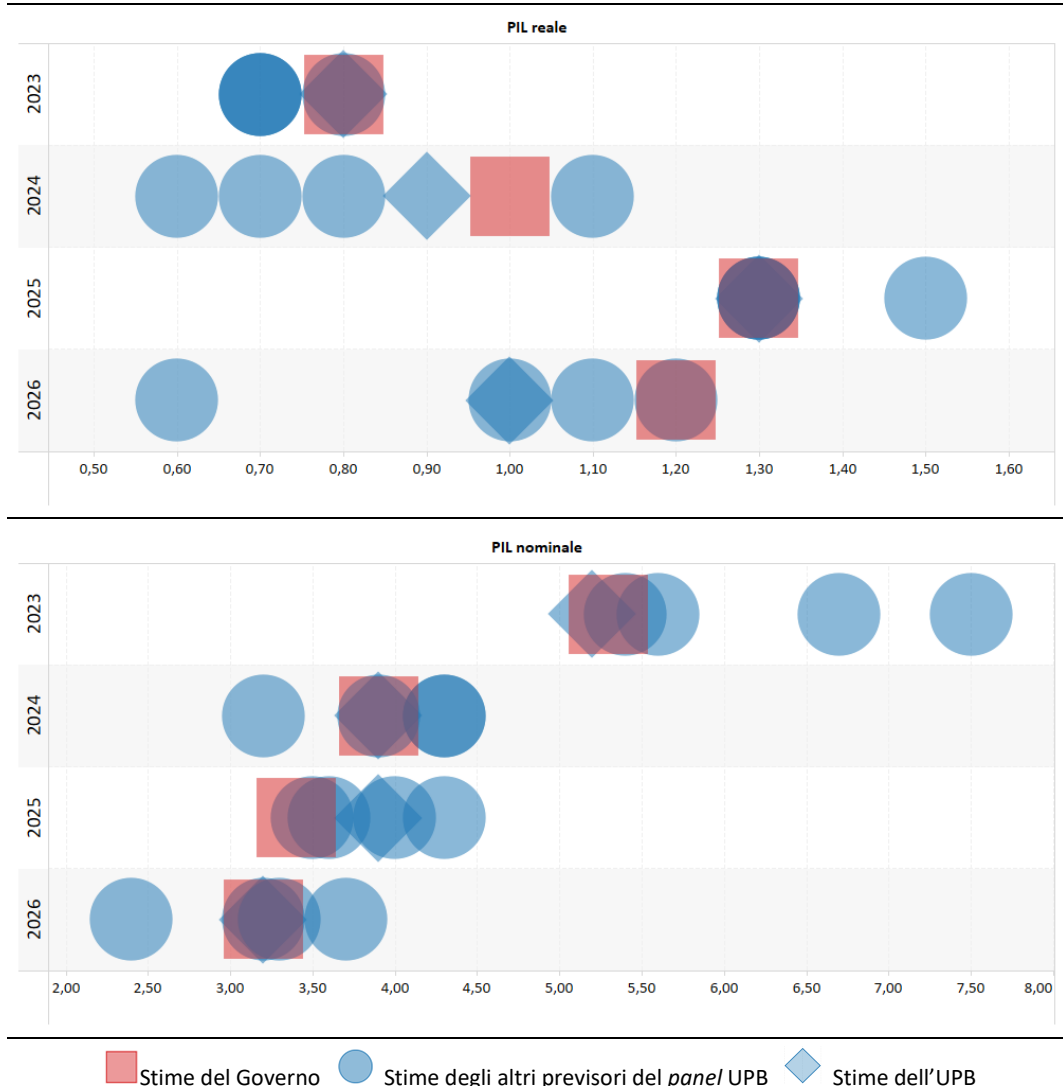 PIL reale
2023
2024
2025
2026
0,50 0,60 0,70 0,80 0,90 1,00 1,10 1,20 1,30 1,40 1,50 1,60
PIL nominale
2023
2024
2025
2026
2,00 2,50 3,00 3,50 4,00 4,50 5,00 5,50 6,00 6,50 7,00 7,50 8,00
Stime del Governo Stime degli altri previsori del panel UPB Stime dell’UPB